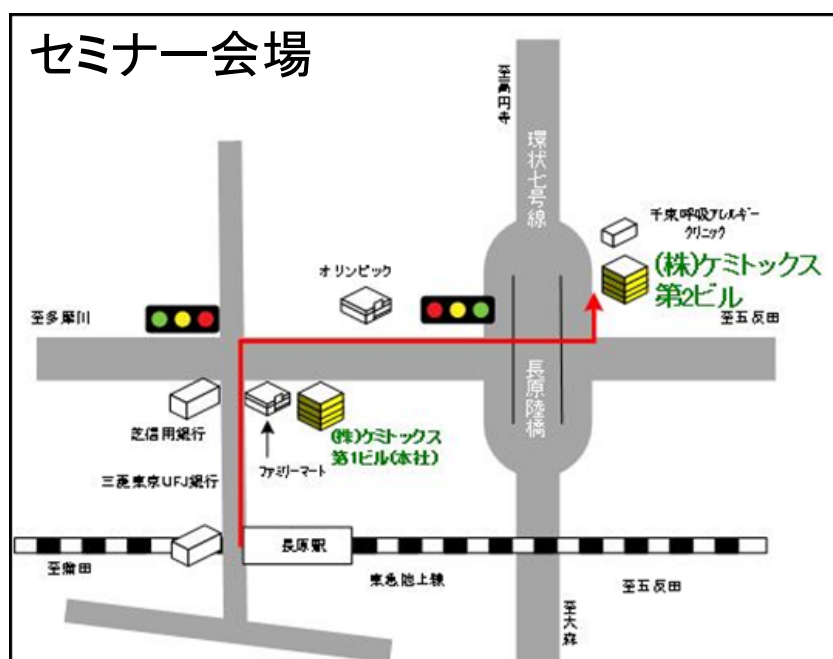 セミナー会場
至高円寺
環状七号線
千束呼吸アレルギー
クリニック
(株)ケミトックス
第2ビル
オリンピック
至多摩川
至五反田
長原陸橋
芝信用銀行
(株)ケミトックス
第1ビル(本社)
ファミリーマート
三菱東京UFJ銀行
長原駅
至蒲田
東急池上線
至五反田
至大森